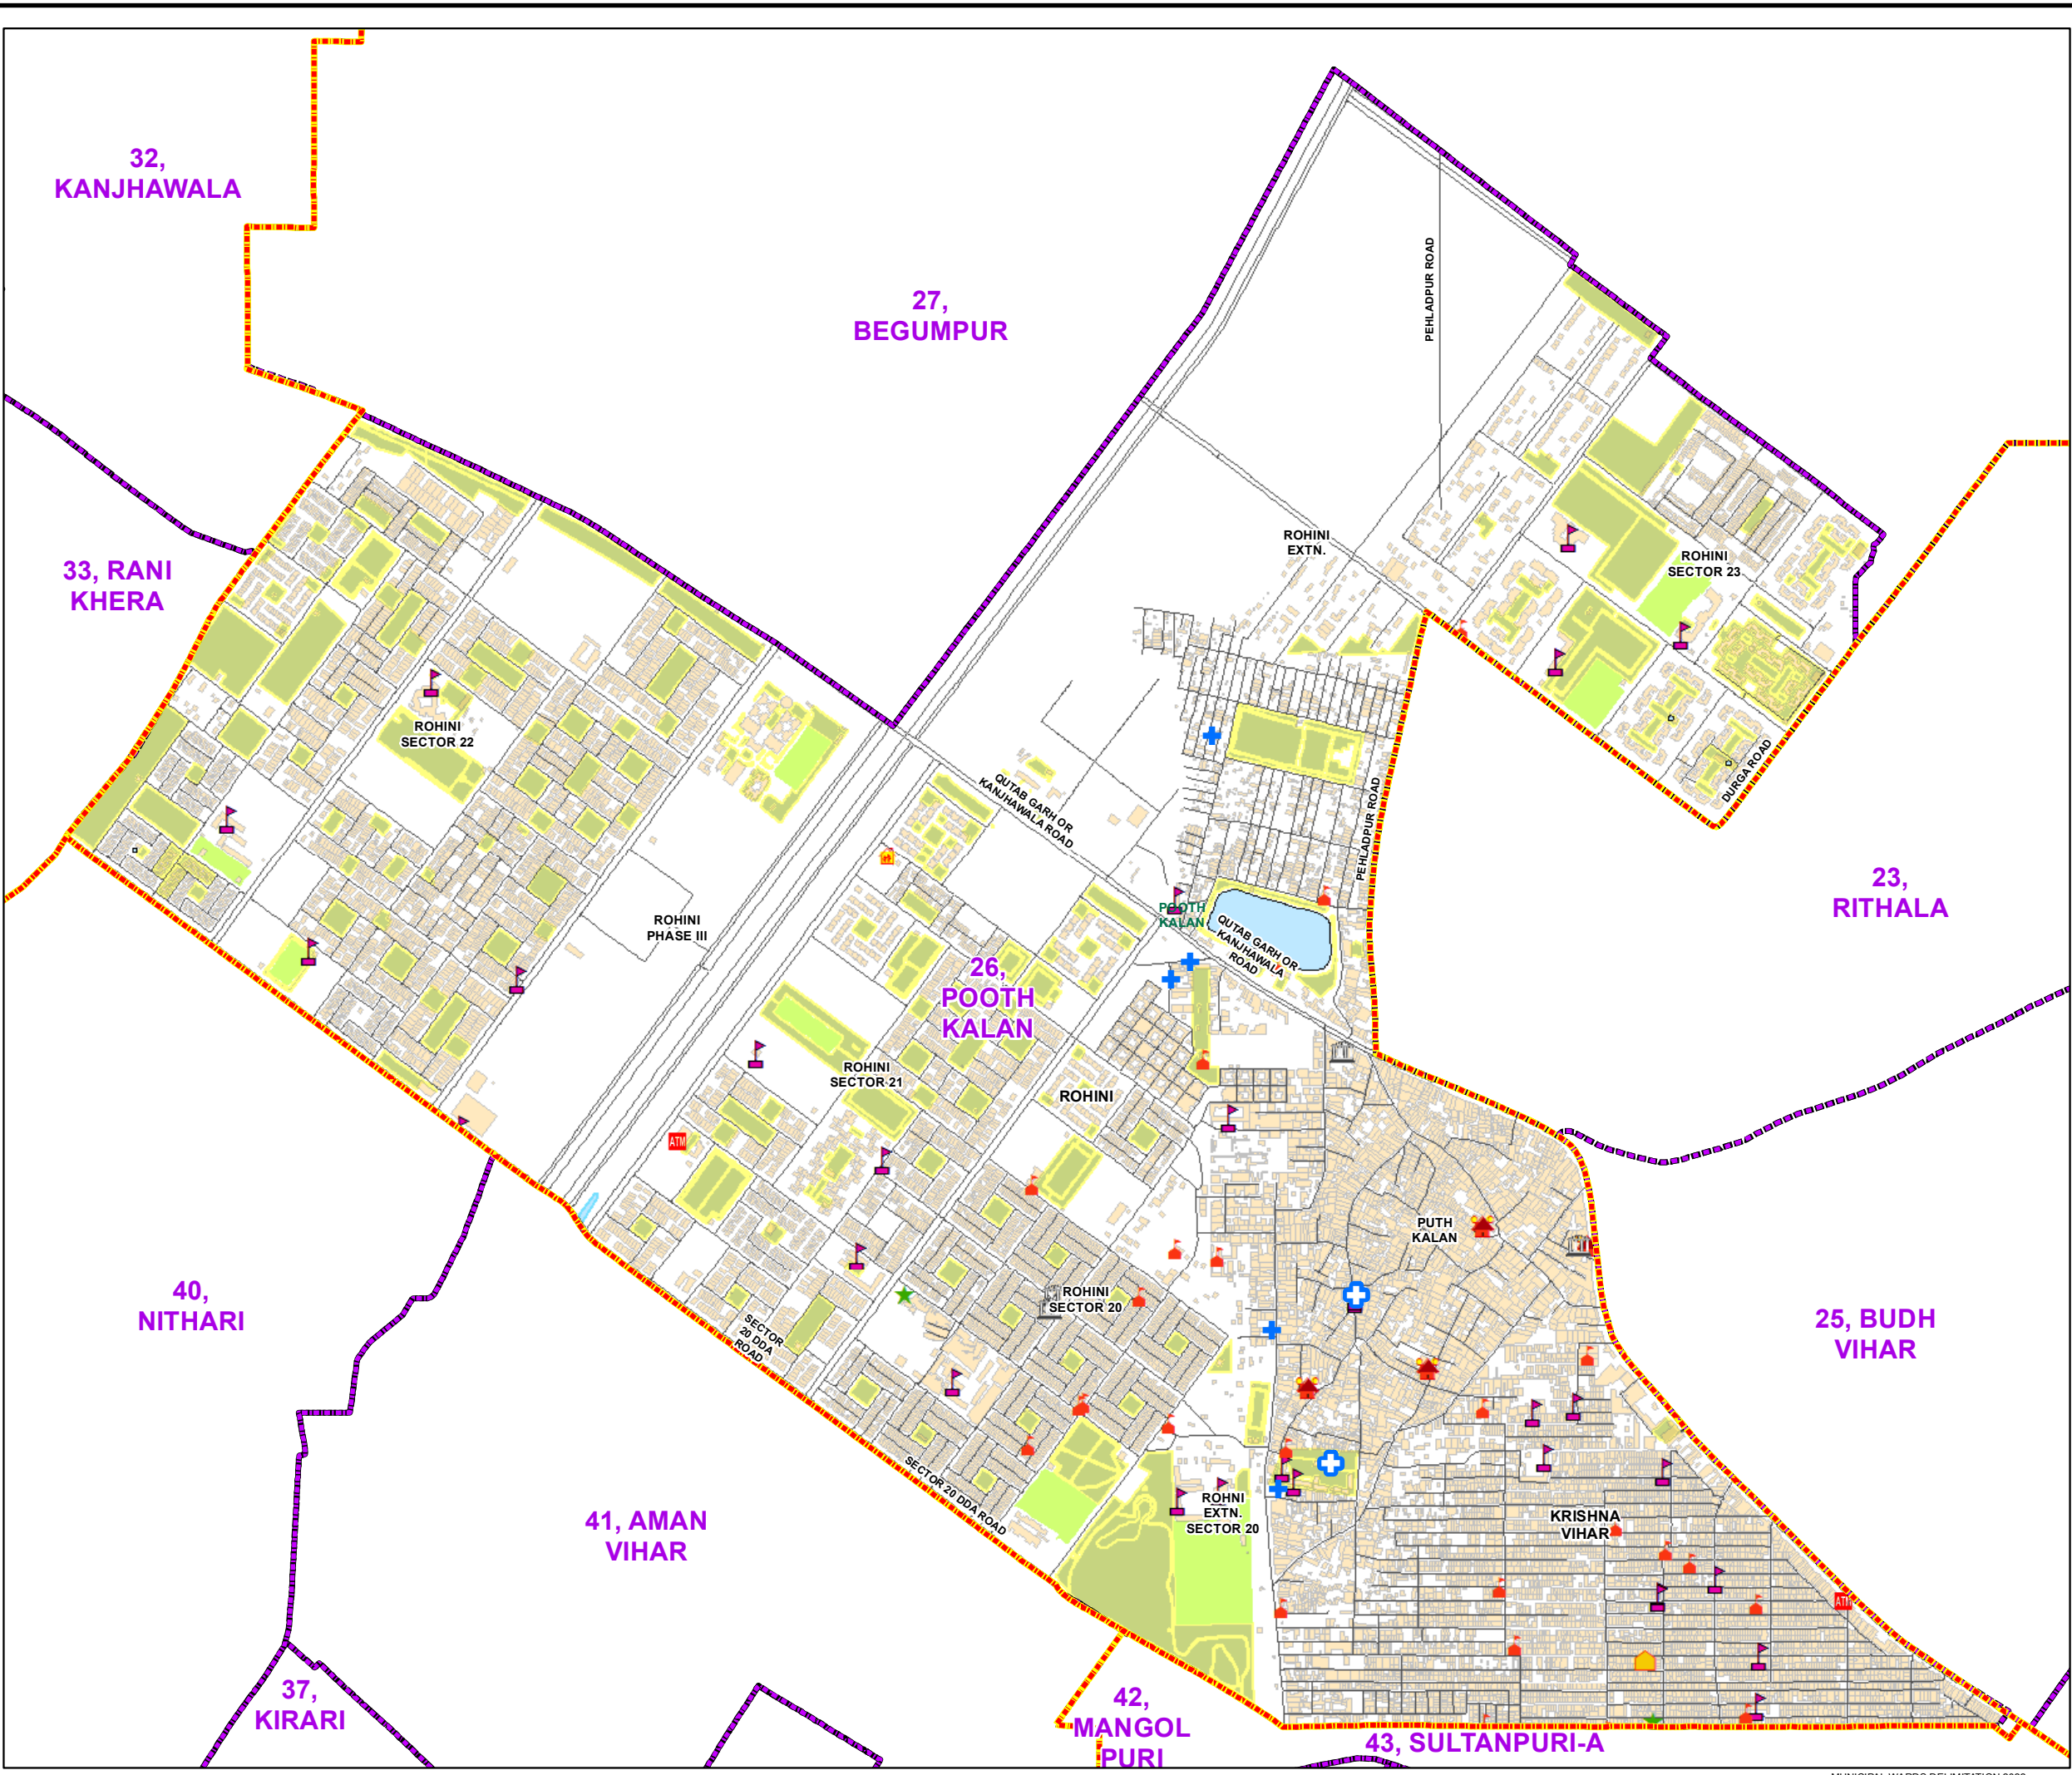 32,
KANJHAWALA
27,
BEGUMPUR
PEHLADPUR ROAD
33, RANI
KHERA
ROHINI
EXTN.
ROHINI
SECTOR 23
ROHINI
SECTOR 22
DURGA ROAD
QUTAB GARH OR
KANJHAWALA ROAD
PEHLADPUR ROAD
23,
RITHALA
ROHINI
PHASE III
POOTH
KALAN
QUTAB GARH OR
KANJHAWALA
ROAD
26,
POOTH
KALAN
ROHINI
SECTOR 21
ROHINI
ATM
PUTH
KALAN
40,
NITHARI
ROHINI
SECTOR 20
SECTOR
20 DDA
ROAD
25, BUDH
VIHAR
SECTOR 20 DDA ROAD
41, AMAN
VIHAR
ROHNI
EXTN.
SECTOR 20
KRISHNA
VIHAR
ATM
37,
KIRARI
42,
MANGOL
PURI
43, SULTANPURI-A